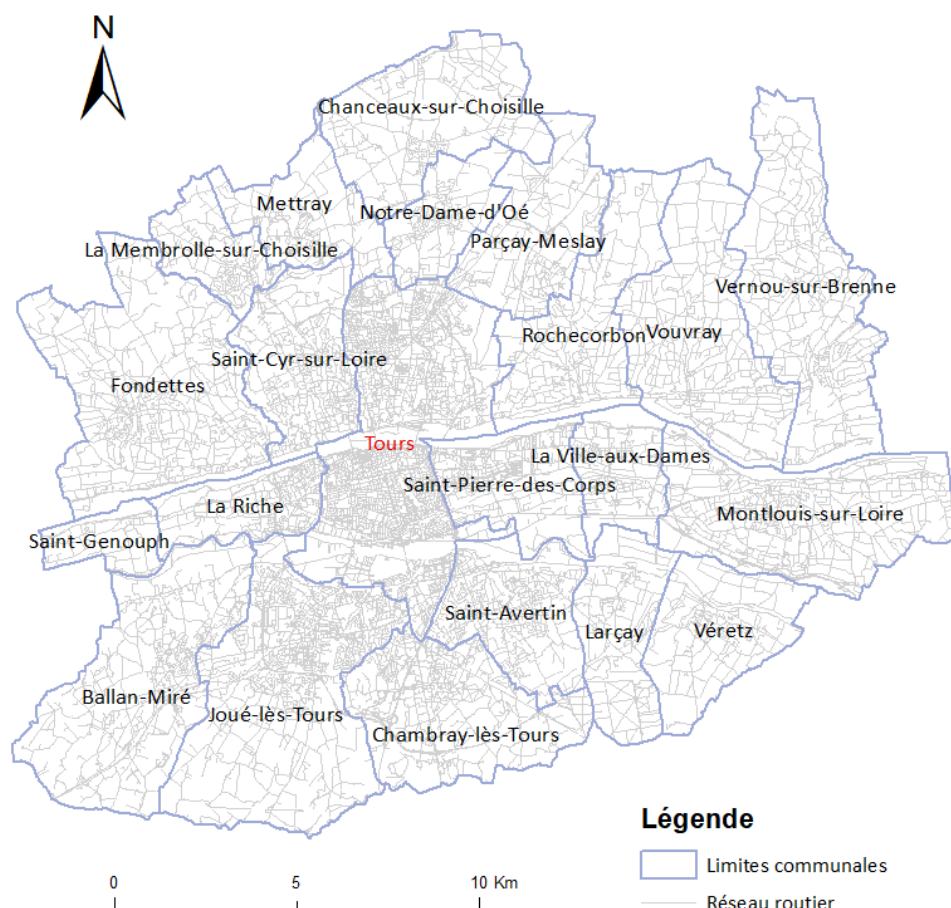 N
Chanceaux-sur-Choisille
Mettray
Notre-Dame-d'Oé
Parçay-Meslay
La Membrolle-sur-Choisille
Vernou-sur-Brenne
Rochecorbon
Vouvray
Saint-Cyr-sur-Loire
Fondettes
Tours
La Ville-aux-Dames
Saint-Pierre-des-Corps
La Riche
Montlouis-sur-Loire
Saint-Genouph
Saint-Avertin
Larçay
Véretz
Ballan-Miré
Joué-lès-Tours
Chambray-lès-Tours
Légende
Limites communales
Réseau routier
0 5 10 Km